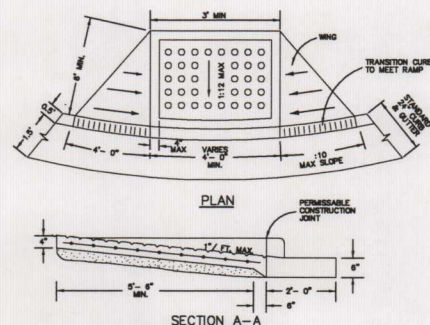 3' MIN
WING
TRANSITION CURB
TO MEET RAMP
6' MIN.
1:12 MAX
STANDARD
24" CURB
& GUTTER
0.5'
1.5'
4'- 0"
4"
MAX
VARIES
4'- 0"
MIN.
:10
MAX SLOPE
PLAN
PERMISSABLE
CONSTRUCTION
JOINT
4"
1"/ FT. MAX
6"
5'- 6"
MIN.
2'- 0"
6"
SECTION A-A